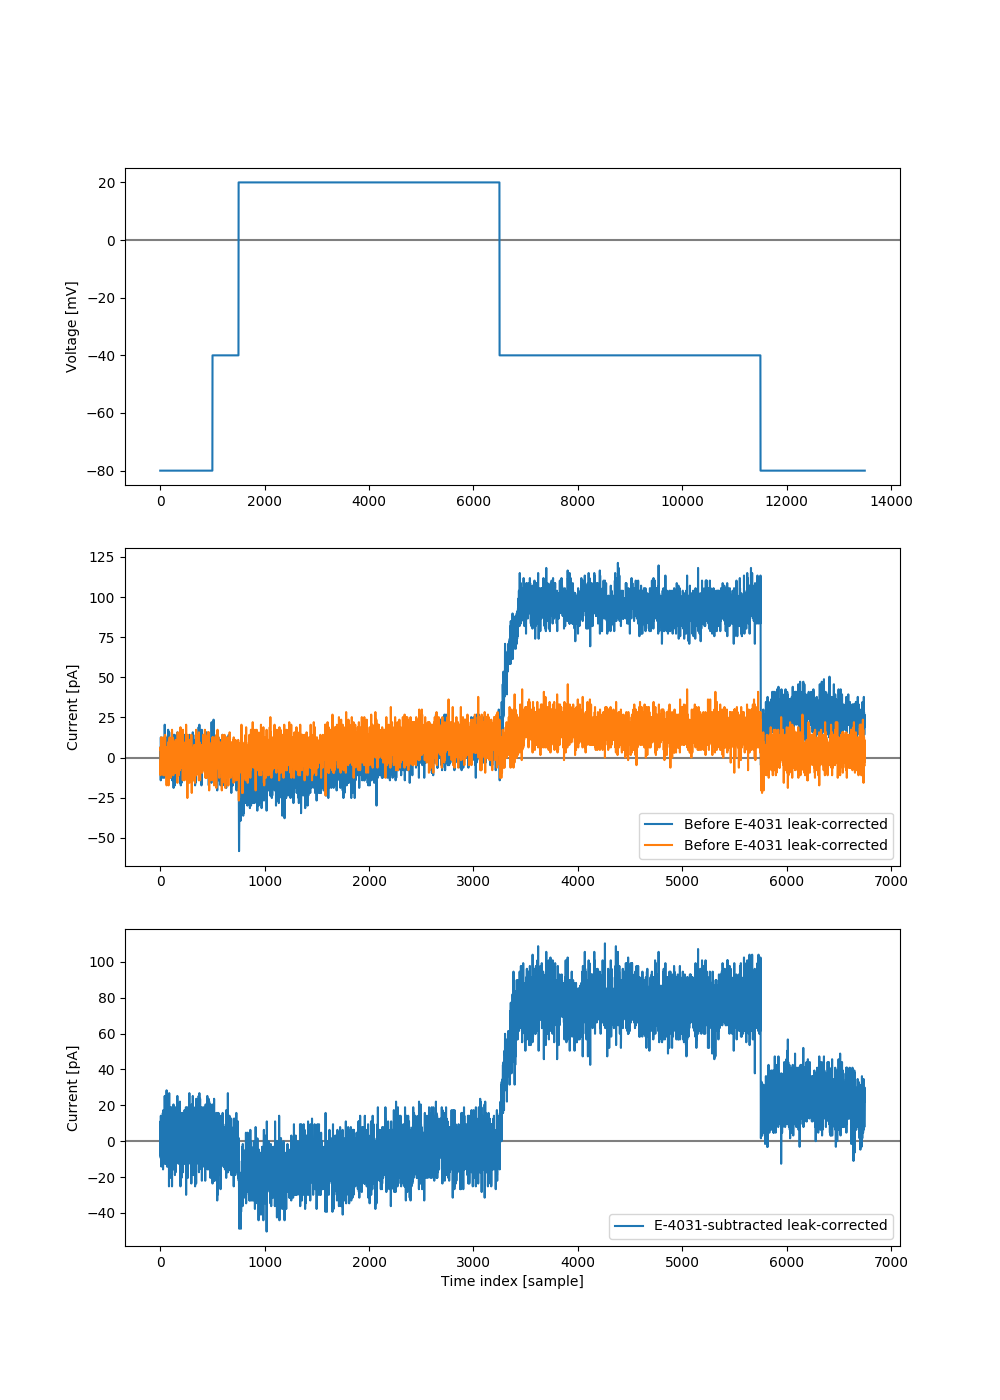 20
0
−20
−40
−60
−80
Voltage [mV]
0 2000 4000 6000 8000 10000 12000 14000
125
100
75
50
25
0
−25
−50
Current [pA]
Before E-4031 leak-corrected
Before E-4031 leak-corrected
0 1000 2000 3000 4000 5000 6000 7000
100
80
60
40
20
0
−20
−40
Current [pA]
E-4031-subtracted leak-corrected
0 1000 2000 3000 4000 5000 6000 7000
Time index [sample]